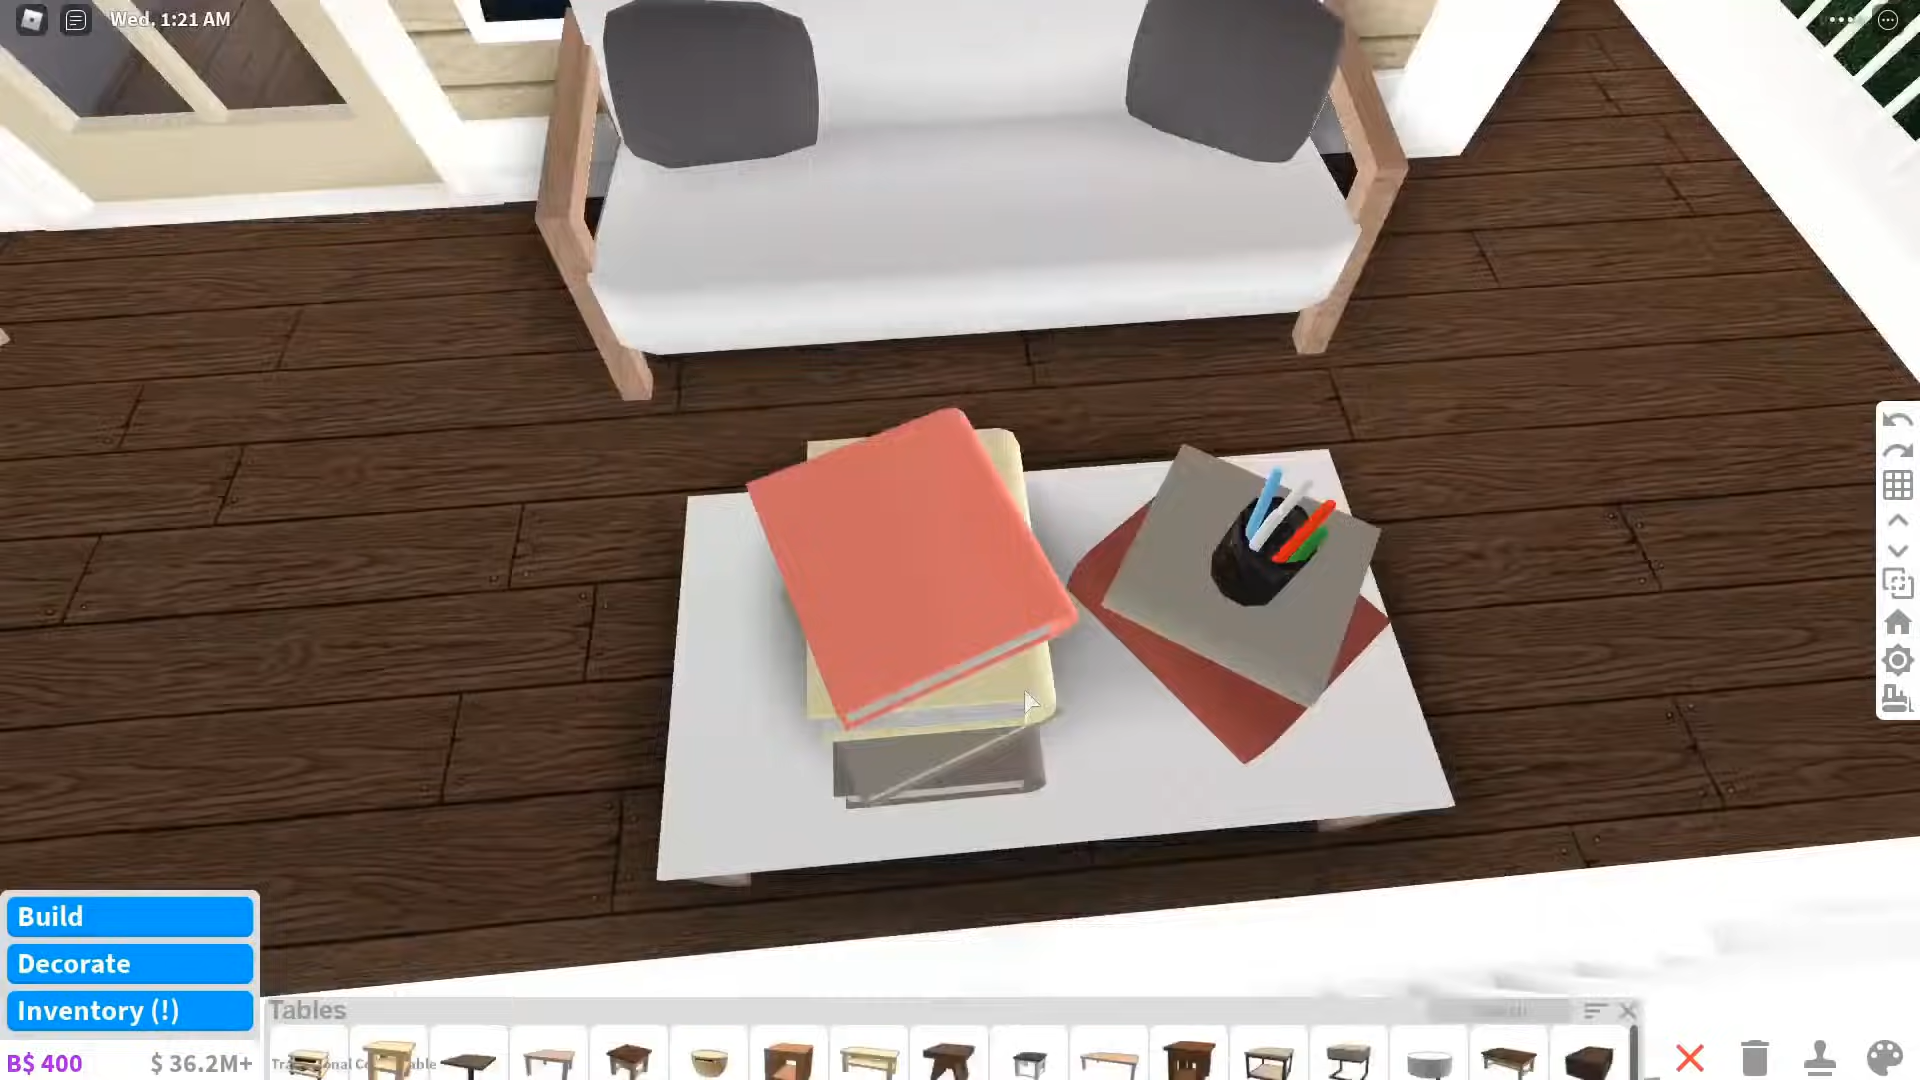 Wed, 1:21 AM
Build
Decorate
Inventory (!)
B$ 400
$ 36.2M+
Tables